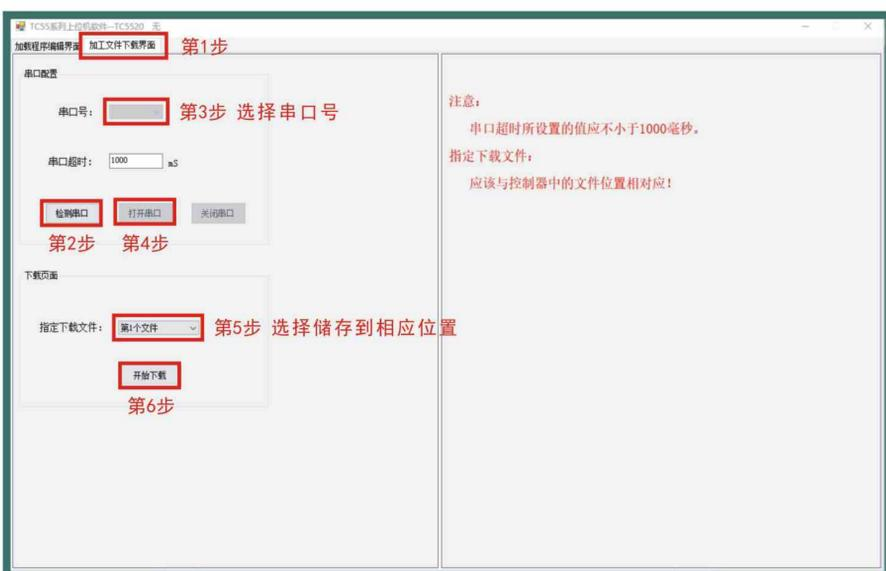 TC55系列上位机软件--TC5520 无
加载程序编辑界面 加工文件下载界面 第1步
串口配置
串口号： 第3步 选择串口号
串口超时： 1000 mS
检测串口 打开串口 关闭串口
第2步 第4步
下载页面
指定下载文件： 第1个文件 第5步 选择储存到相应位置
开始下载
第6步
注意：
串口超时所设置的值应不小于1000毫秒。
指定下载文件：
应该与控制器中的文件位置相对应！